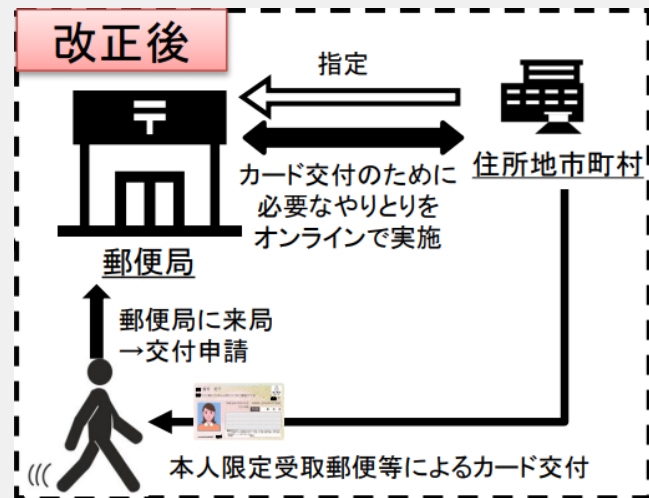 改正後
指定
住所地市町村
カード交付のために
必要なやりとりを
オンラインで実施
郵便局
郵便局に来局
→交付申請
本人限定受取郵便等によるカード交付